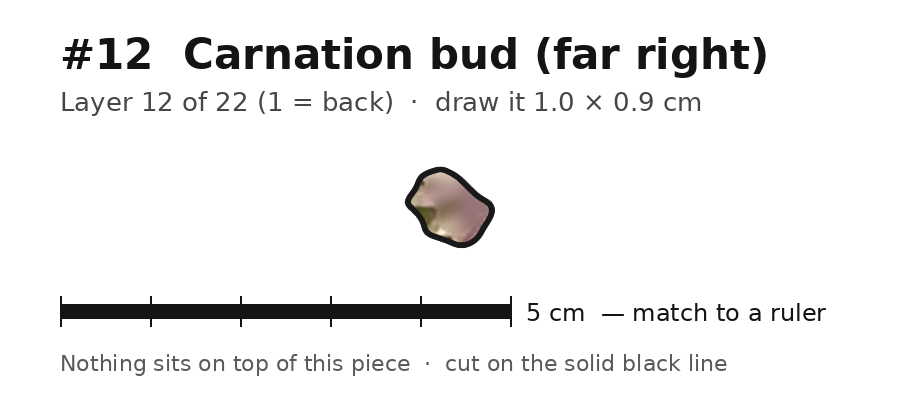 #12 Carnation bud (far right)
Layer 12 of 22 (1 = back) · draw it 1.0 × 0.9 cm
5 cm — match to a ruler
Nothing sits on top of this piece · cut on the solid black line